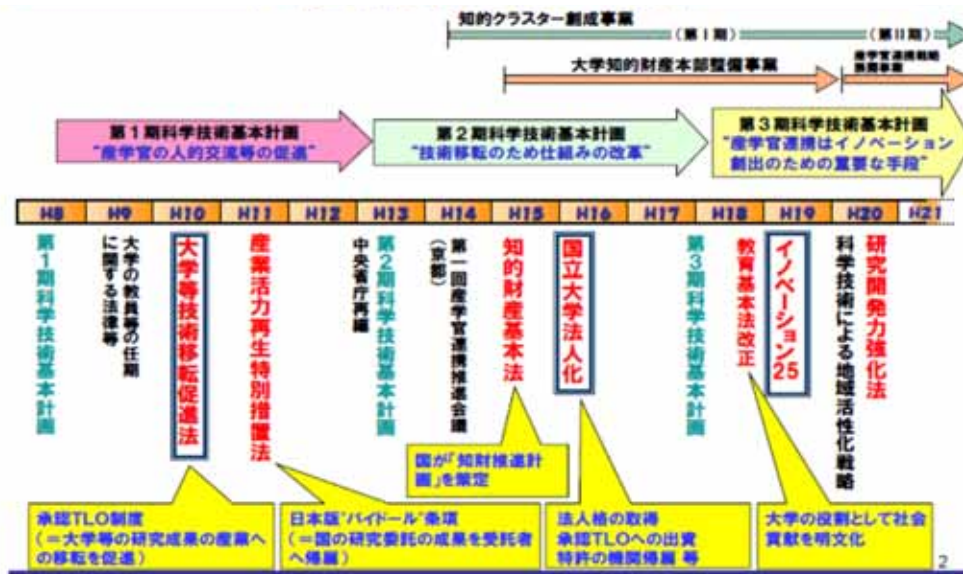 知的クラスター創成事業
(第Ⅰ期)
(第ⅠⅠ期)
大学知的財産本部整備事業
産学官連携戦略
展開事業
第1期科学技術基本計画
"産学官の人的交流等の促進"
第2期科学技術基本計画
"技術移転のため仕組みの改革"
第3期科学技術基本計画
"産学官連携はイノベーション
創出のための重要な手段"
H8 H9 H10 H11 H12 H13 H14 H15 H16 H17 H18 H19 H20 H21
第1期科学技術基本計画
大学の教員等の任期
に関する法律等
大学等技術移転促進法
産業活力再生特別措置法
中央省庁再編
第2期科学技術基本計画
第一回産学官連携推進会議
(京都)
知的財産基本法
国立大学法人化
第3期科学技術基本計画
教育基本法改正
イノベーション25
科学技術による地域活性化戦略
研究開発力強化法
国が「知財推進計
画」を策定
承認TLO制度
(=大学等の研究成果の産業へ
の移転を促進)
日本版"バイドール"条項
(=国の研究委託の成果を受託者
へ帰属)
法人格の取得
承認TLOへの出資
特許の機関帰属 等
大学の役割として社会
貢献を明文化
2